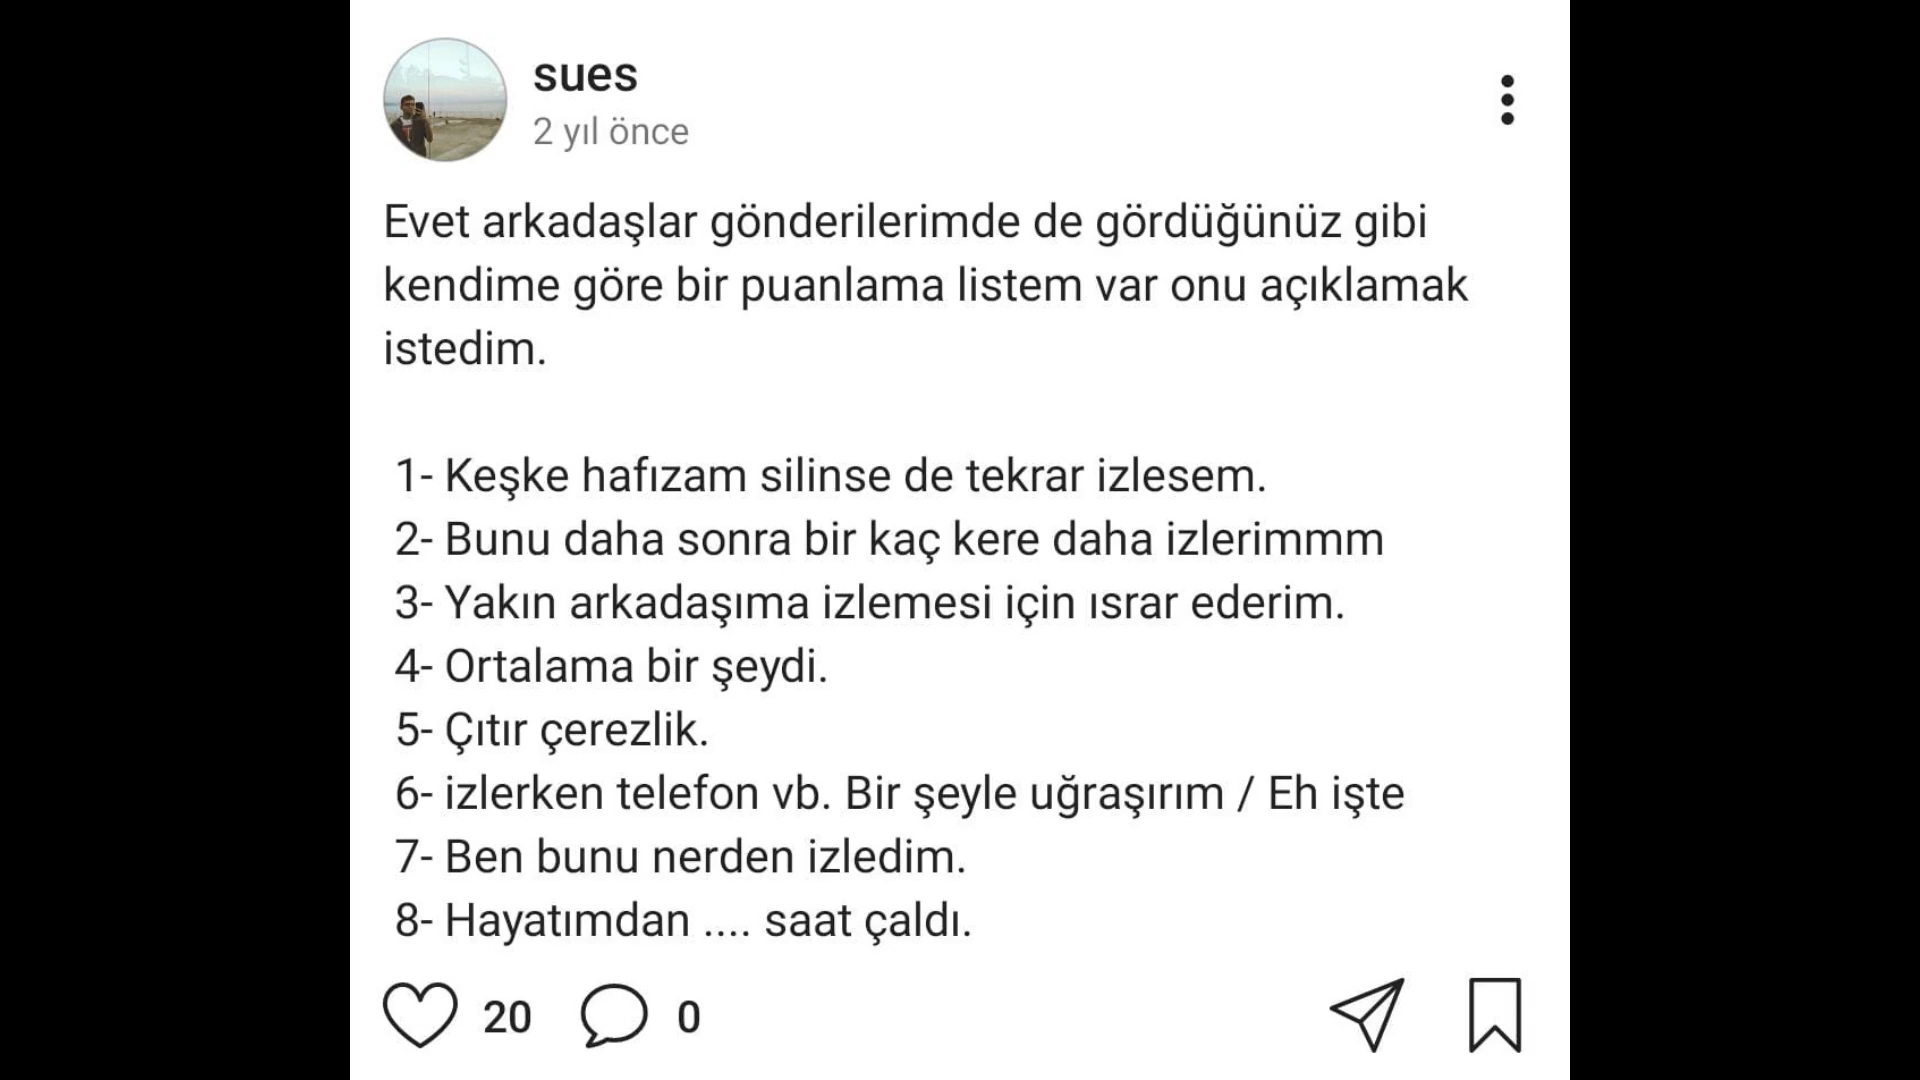 sues
2 yıl önce
Evet arkadaşlar gönderilerimde de gördüğünüz gibi
kendime göre bir puanlama listem var onu açıklamak
istedim.
1- Keşke hafızam silinse de tekrar izlesem.
2- Bunu daha sonra bir kaç kere daha izlerimmm
3- Yakın arkadaşıma izlemesi için ısrar ederim.
4- Ortalama bir şeydi.
5- Çıtır çerezlik.
6- izlerken telefon vb. Bir şeyle uğraşırım / Eh işte
7- Ben bunu nerden izledim.
8- Hayatımdan .... saat çaldı.
20 0